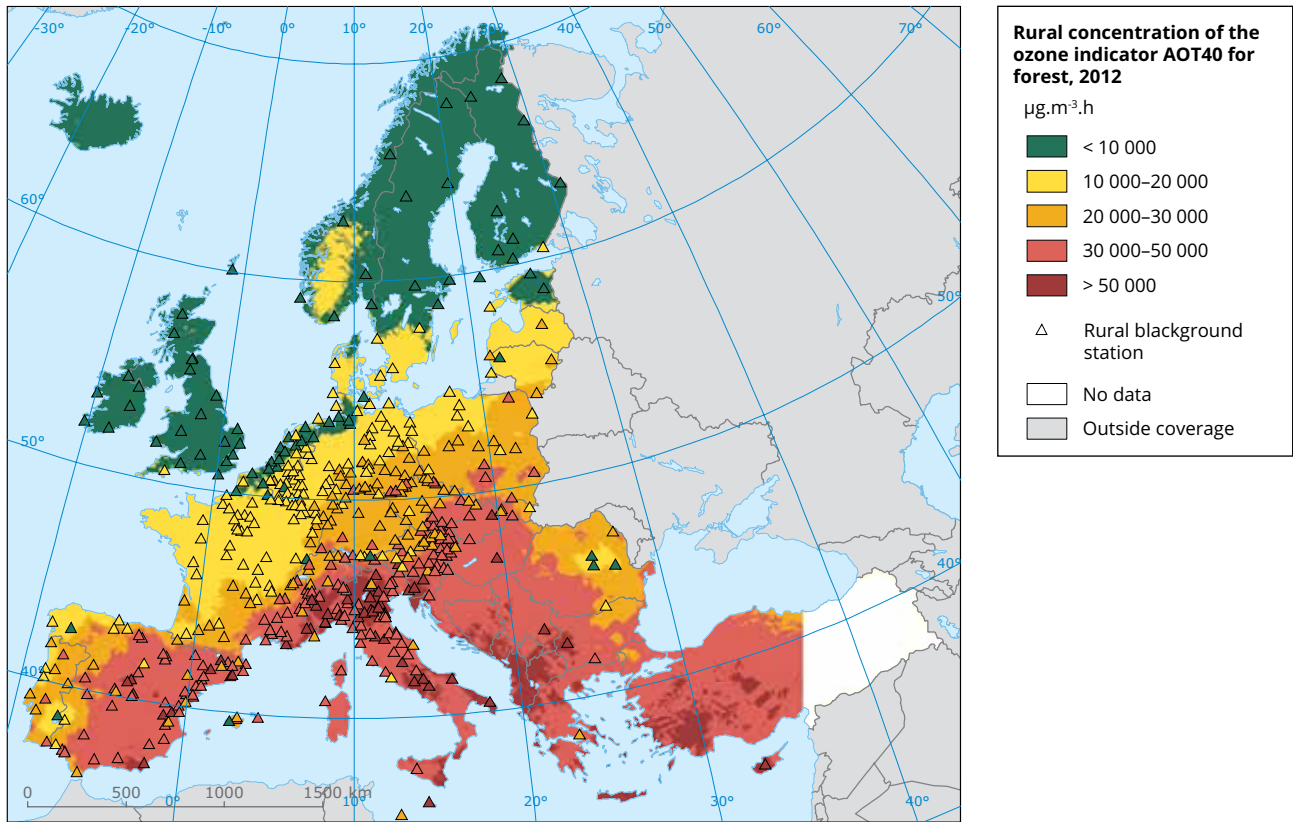 -30°
-20°
-10°
0°
10°
20°
30°
40°
50°
60°
70°
60°
50°
50°
40°
40°
0
500
1000
1500 km
0°
10°
20°
30°
40°
Rural concentration of the
ozone indicator AOT40 for
forest, 2012
µg.m⁻³.h
< 10 000
10 000–20 000
20 000–30 000
30 000–50 000
> 50 000
Rural blackground
station
No data
Outside coverage